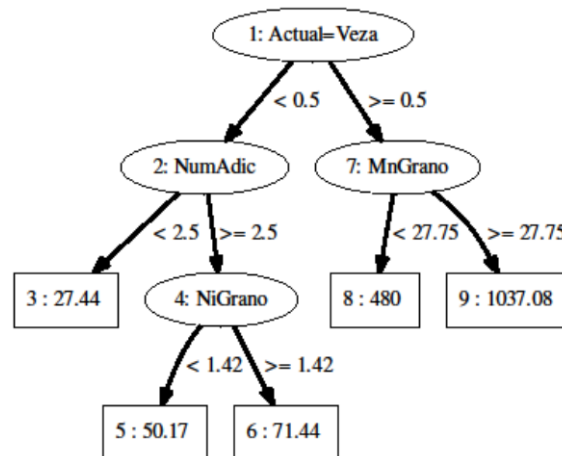 1: Actual=Veza
< 0.5
>= 0.5
2: NumAdic
7: MnGrano
< 2.5
>= 2.5
< 27.75
>= 27.75
3 : 27.44
4: NiGrano
8 : 480
9 : 1037.08
< 1.42
>= 1.42
5 : 50.17
6 : 71.44